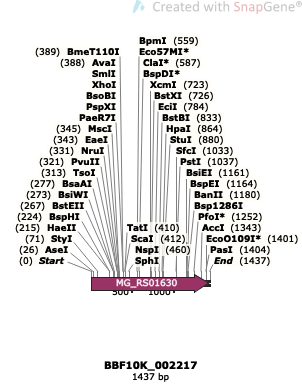 Created with SnapGene®
BpmI (559)
(389) BmeT110I Eco57MI*
(388) AvaI ClaI* (587)
SmlI BspDI*
XhoI XcmI (723)
BsoBI BstXI (726)
PspXI EciI (784)
PaeR7I BstBI (833)
(345) MscI HpaI (864)
(343) EaeI StuI (880)
(331) NruI SfcI (1033)
(321) PvuII PstI (1037)
(313) TsoI BsiEI (1161)
(277) BsaAI BspEI (1164)
(273) BsiWI BanII (1180)
(267) BstEII Bsp1286I
(224) BspHI PfoI* (1252)
(215) HaeII TatI (410) AccI (1343)
(71) StyI ScaI (412) EcoO109I* (1401)
(26) AseI NspI (460) PasI (1404)
(0) Start SphI End (1437)
MG_RS01630
500 1000
BBF10K_002217
1437 bp